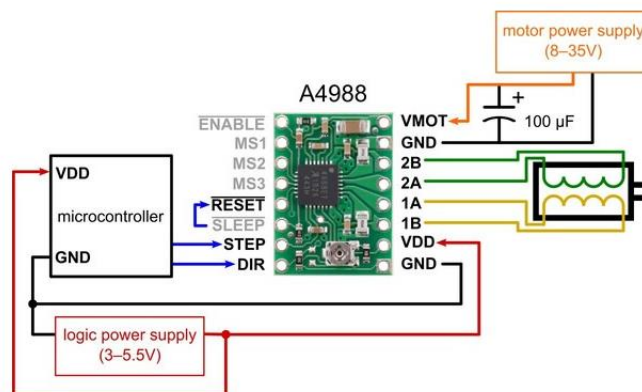 motor power supply
(8–35V)
A4988
ENABLE
VMOT
+
100 µF
MS1
GND
MS2
2B
MS3
2A
RESET
1A
SLEEP
1B
STEP
VDD
DIR
GND
VDD
microcontroller
GND
logic power supply
(3–5.5V)